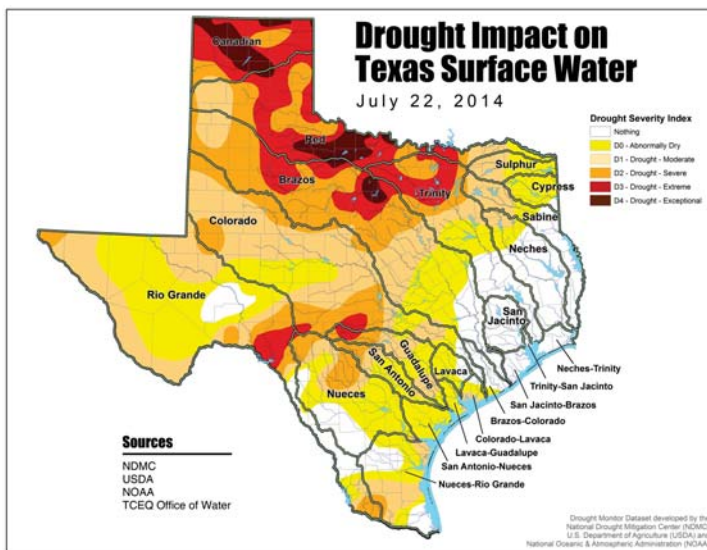 Drought Impact on
Texas Surface Water
July 22, 2014
Drought Severity Index
Nothing
D0 - Abnormally Dry
D1 - Drought - Moderate
D2 - Drought - Severe
D3 - Drought - Extreme
D4 - Drought - Exceptional
Canadian
Red
Sulphur
Cypress
Brazos
Trinity
Sabine
Colorado
Neches
Rio Grande
San
Jacinto
Guadalupe
San Antonio
Lavaca
Nueces
Neches-Trinity
Trinity-San Jacinto
San Jacinto-Brazos
Brazos-Colorado
Colorado-Lavaca
Lavaca-Guadalupe
San Antonio-Nueces
Nueces-Rio Grande
Sources
NDMC
USDA
NOAA
TCEQ Office of Water
Drought Monitor Dataset developed by the
National Drought Mitigation Center (NDMC)
U.S. Department of Agriculture (USDA) and
National Oceanic & Atmospheric Administration (NOAA)